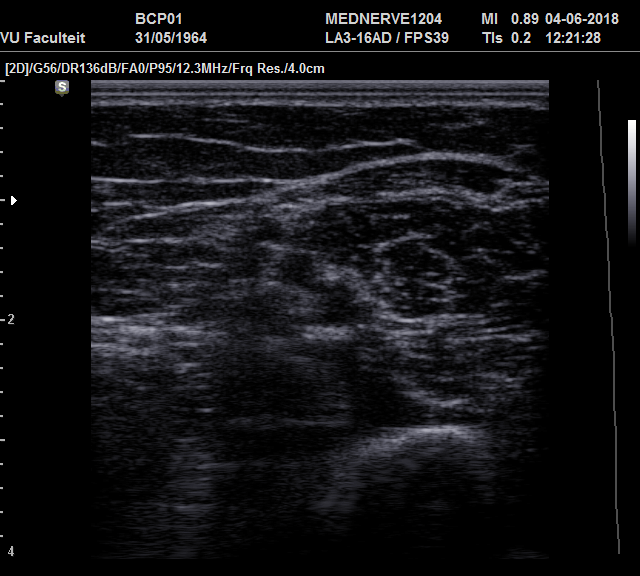 BCP01 MEDNERVE1204 MI 0.89 04-06-2018
VU Faculteit 31/05/1964 LA3-16AD / FPS39 TIs 0.2 12:21:28
[2D]/G56/DR136dB/FA0/P95/12.3MHz/Frq Res./4.0cm
S
2
4